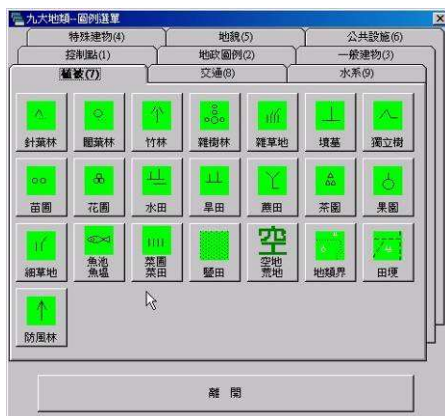 九大地類--圖例選單
特殊建物(4)
地貌(5)
公共設施(6)
控制點(1)
地政圖例(2)
一般建物(3)
植被(7)
交通(8)
水系(9)
針葉林
闊葉林
竹林
雜樹林
雜草地
墳墓
獨立樹
苗圃
花圃
水田
旱田
蔗田
茶園
果園
細草地
魚池
魚塭
菜圃
菜田
鹽田
空
空地
荒地
地類界
田埂
防風林
離 開